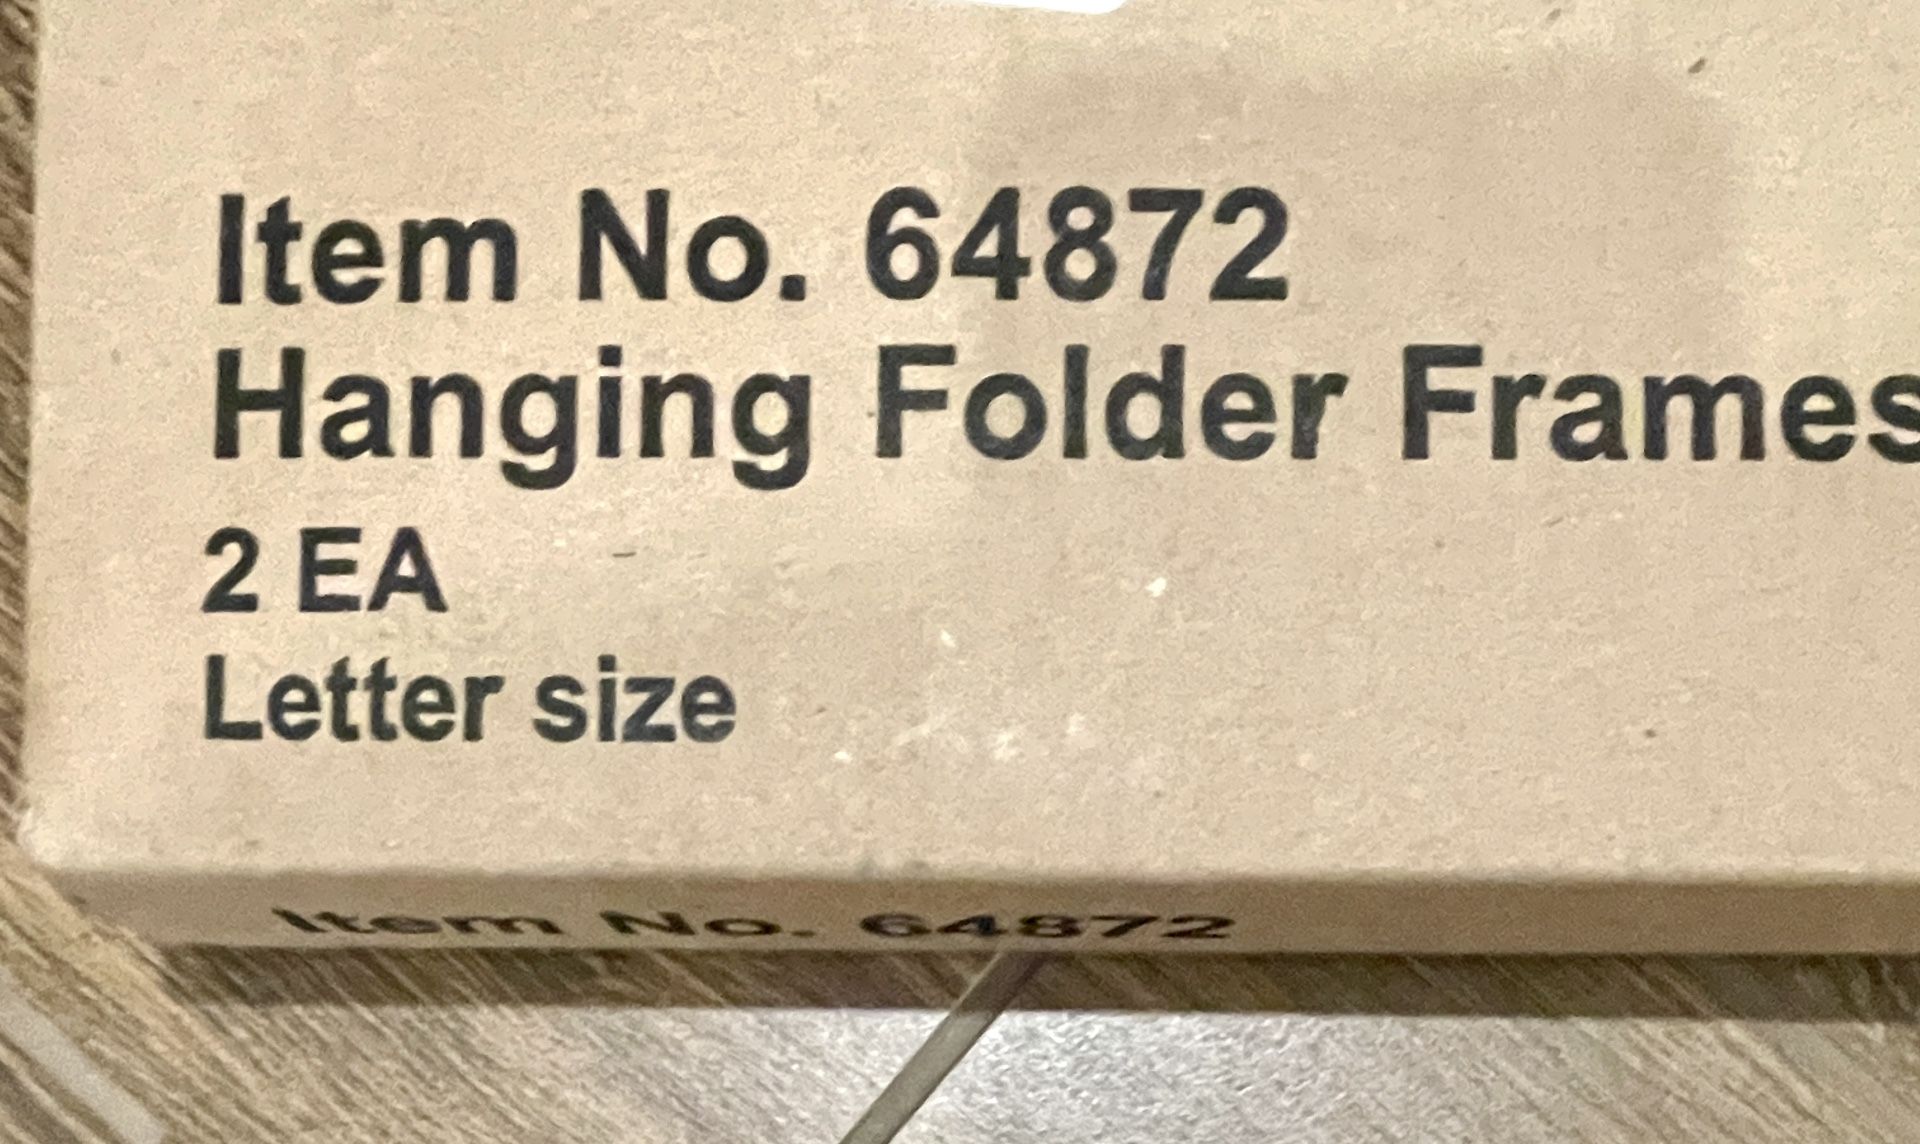 Item No. 64872
Hanging Folder Frames
2 EA
Letter size
Item No. 64872